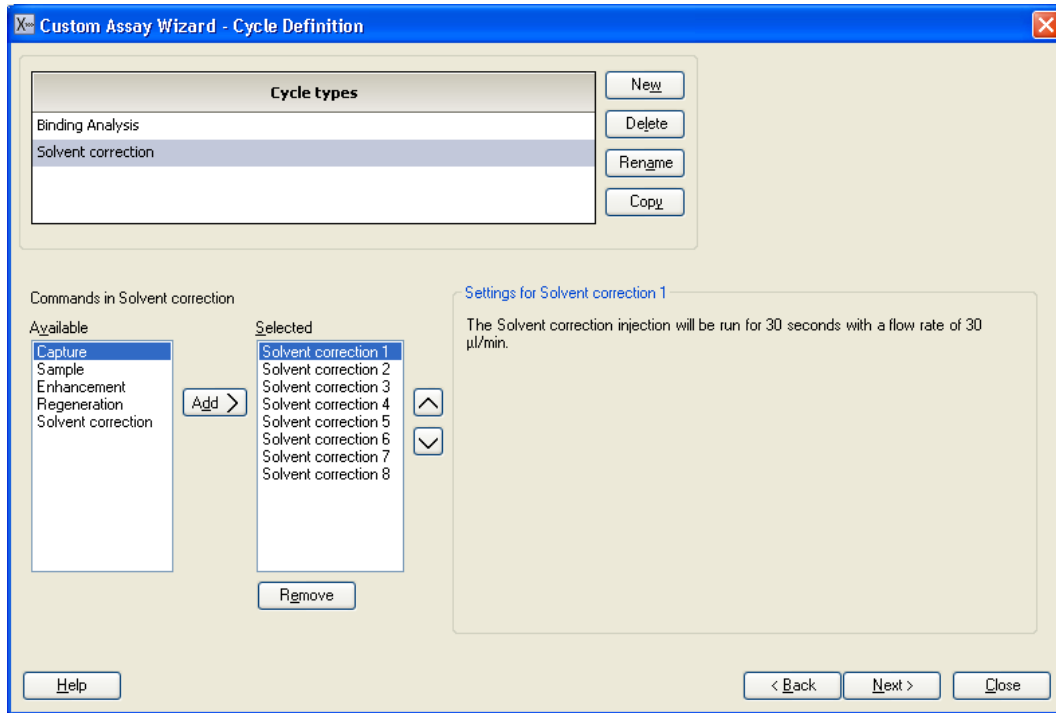 Custom Assay Wizard - Cycle Definition
Cycle types
New
Binding Analysis
Delete
Solvent correction
Rename
Copy
Commands in Solvent correction
Settings for Solvent correction 1
Available
Selected
The Solvent correction injection will be run for 30 seconds with a flow rate of 30
µl/min.
Capture
Sample
Enhancement
Regeneration
Solvent correction
Add >
Solvent correction 1
Solvent correction 2
Solvent correction 3
Solvent correction 4
Solvent correction 5
Solvent correction 6
Solvent correction 7
Solvent correction 8
Remove
Help
< Back
Next >
Close